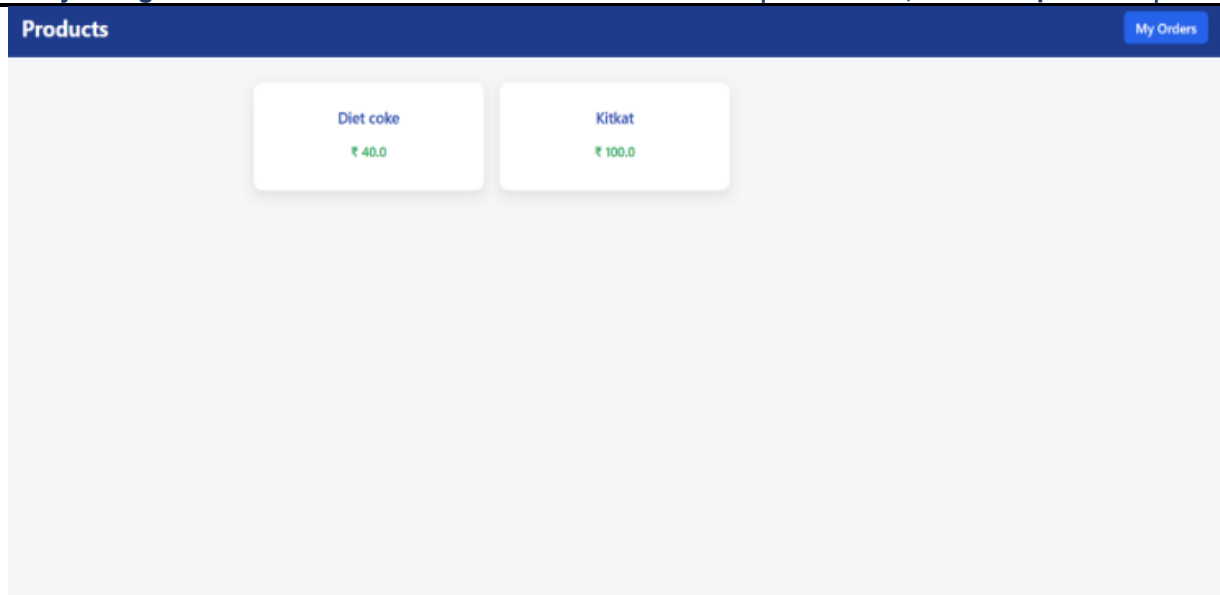 Products
My Orders
Diet coke
Kitkat
₹ 40.0
₹ 100.0